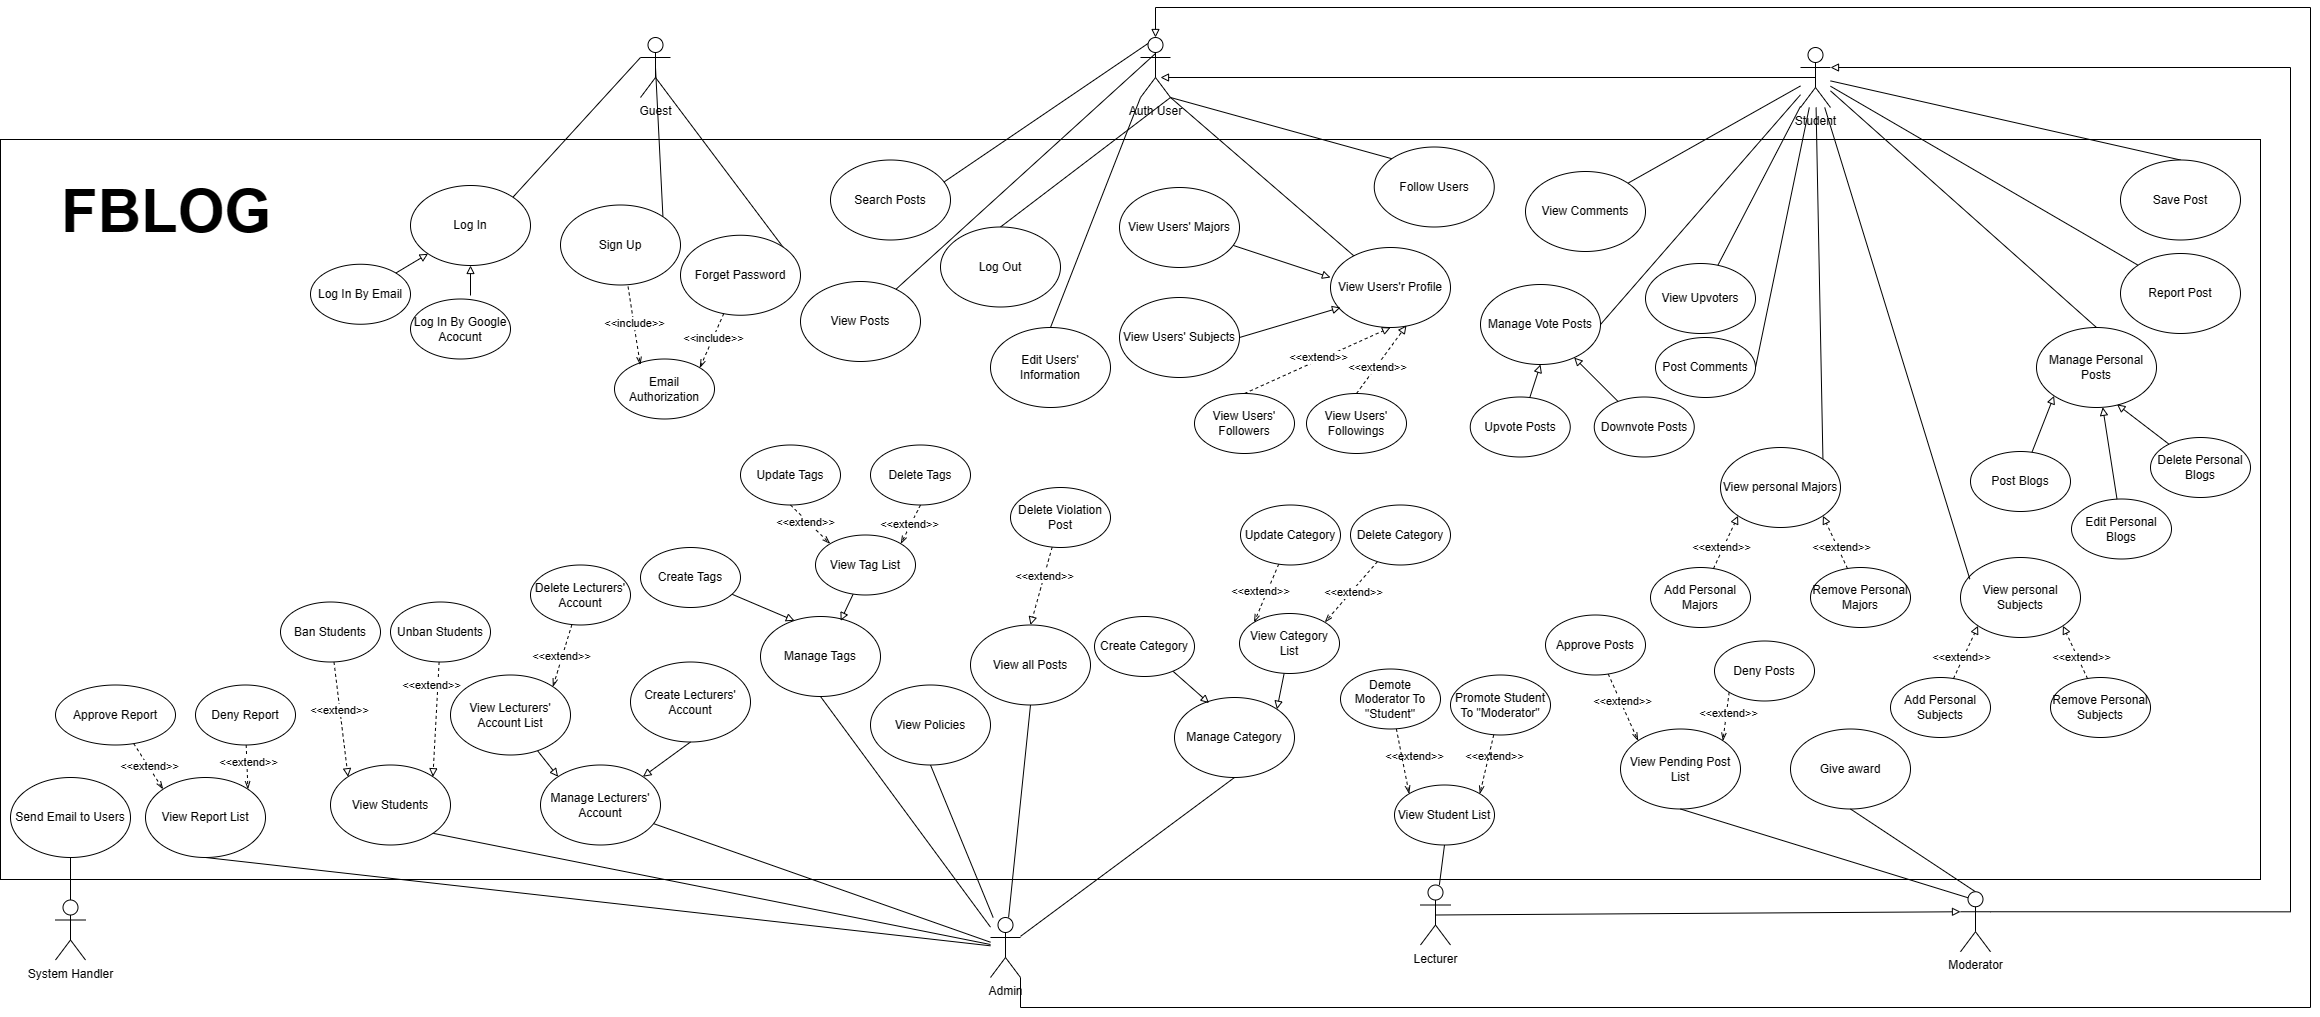 Guest
Auth User
Student
FBLOG
Log In
Sign Up
Forget Password
Log In By Email
Log In By Google
Acocunt
<<include>>
<<include>>
Email
Authorization
Search Posts
View Posts
Log Out
Edit Users'
Information
View Users' Majors
View Users' Subjects
View Users'r Profile
Follow Users
<<extend>>
<<extend>>
View Users'
Followers
View Users'
Followings
View Comments
Manage Vote Posts
View Upvoters
Post Comments
Upvote Posts
Downvote Posts
Save Post
Report Post
Manage Personal
Posts
Post Blogs
Edit Personal
Blogs
Delete Personal
Blogs
View personal Majors
<<extend>>
<<extend>>
Add Personal
Majors
Remove Personal
Majors
View personal
Subjects
<<extend>>
<<extend>>
Add Personal
Subjects
Remove Personal
Subjects
Update Tags
Delete Tags
<<extend>>
<<extend>>
View Tag List
Create Tags
Manage Tags
Delete Violation
Post
<<extend>>
View all Posts
View Policies
Update Category
Delete Category
<<extend>>
<<extend>>
Create Category
View Category
List
Manage Category
Delete Lecturers'
Account
<<extend>>
View Lecturers'
Account List
Create Lecturers'
Account
Manage Lecturers'
Account
Ban Students
Unban Students
<<extend>>
<<extend>>
View Students
Approve Report
Deny Report
<<extend>>
<<extend>>
Send Email to Users
View Report List
Demote
Moderator To
"Student"
Promote Student
To "Moderator"
<<extend>>
<<extend>>
View Student List
Approve Posts
Deny Posts
<<extend>>
<<extend>>
View Pending Post
List
Give award
System Handler
Admin
Lecturer
Moderator